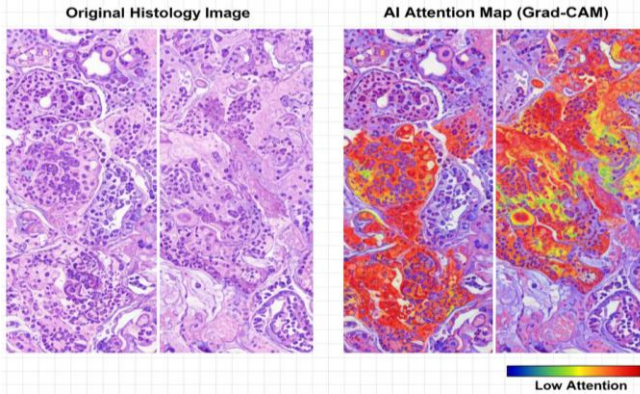 Original Histology Image
AI Attention Map (Grad-CAM)
Low Attention